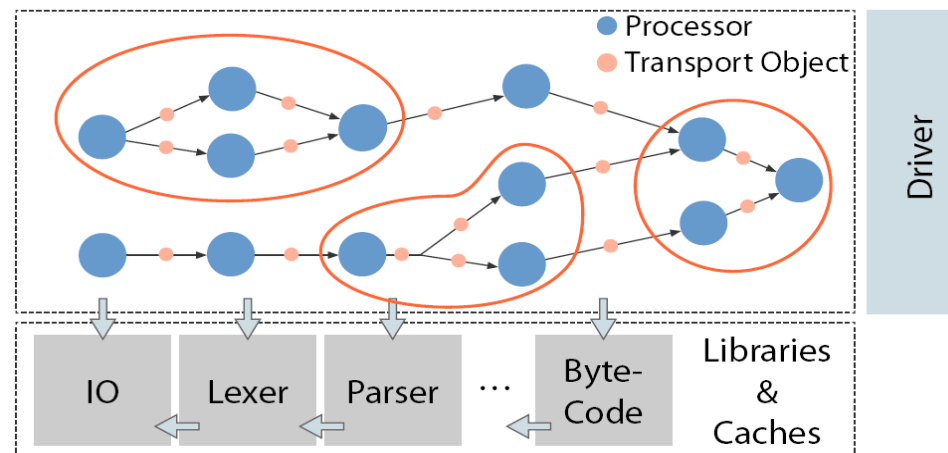 Processor
Transport Object
Driver
IO
Lexer
Parser
...
Byte-
Code
Libraries
&
Caches